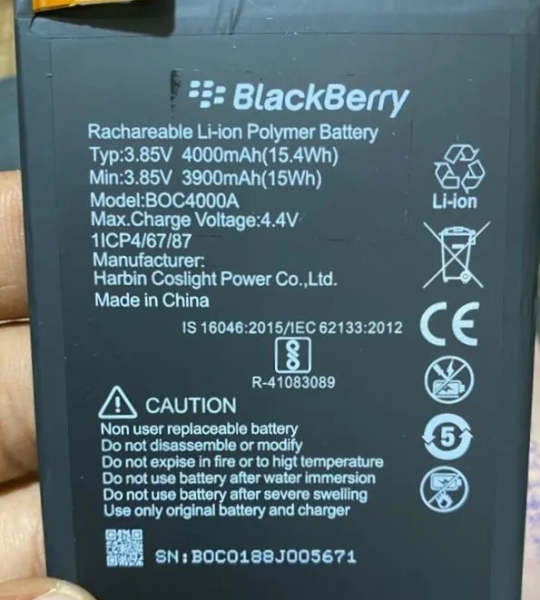 BlackBerry
Rachareable Li-ion Polymer Battery
Typ:3.85V 4000mAh(15.4Wh)
Min:3.85V 3900mAh(15Wh)
Model:BOC4000A
Max.Charge Voltage:4.4V
1ICP4/67/87
Manufacturer:
Harbin Coslight Power Co.,Ltd.
Made in China
Li-ion
IS 16046:2015/IEC 62133:2012
CE
R-41083089
CAUTION
Non user replaceable battery
Do not disassemble or modify
Do not expise in fire or to higt temperature
Do not use battery after water immersion
Do not use battery after severe swelling
Use only original battery and charger
5
SN:BOC0188J005671